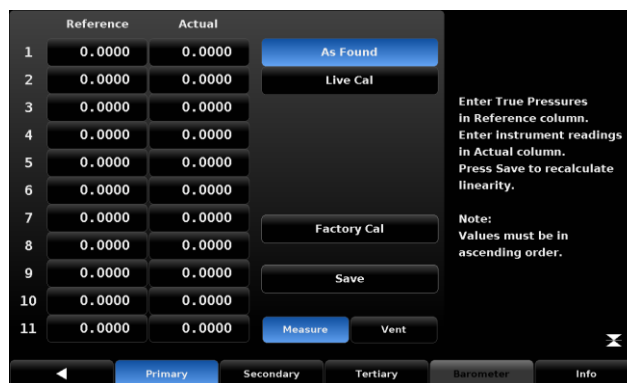 Reference Actual
1 0.0000 0.0000 As Found
2 0.0000 0.0000 Live Cal
3 0.0000 0.0000
4 0.0000 0.0000
5 0.0000 0.0000
6 0.0000 0.0000
7 0.0000 0.0000
8 0.0000 0.0000
Factory Cal
9 0.0000 0.0000 Save
10 0.0000 0.0000
11 0.0000 0.0000 Measure Vent
Enter True Pressures
in Reference column.
Enter instrument readings
in Actual column.
Press Save to recalculate
linearity.
Note:
Values must be in
ascending order.
Primary Secondary Tertiary Barometer Info